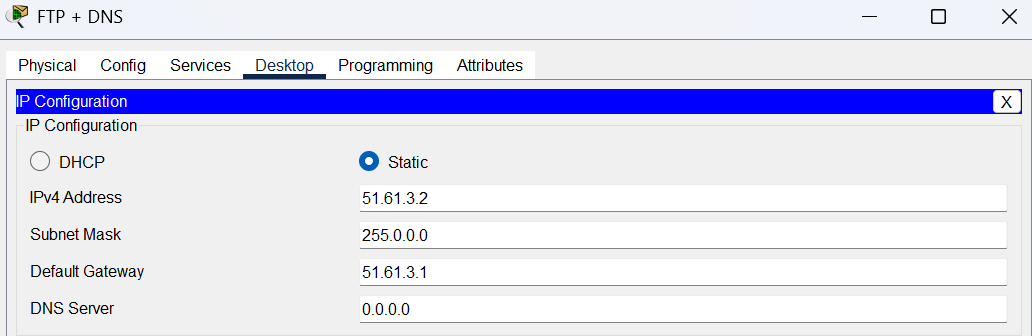 FTP + DNS
Physical Config Services Desktop Programming Attributes
IP Configuration X
IP Configuration
DHCP Static
IPv4 Address 51.61.3.2
Subnet Mask 255.0.0.0
Default Gateway 51.61.3.1
DNS Server 0.0.0.0